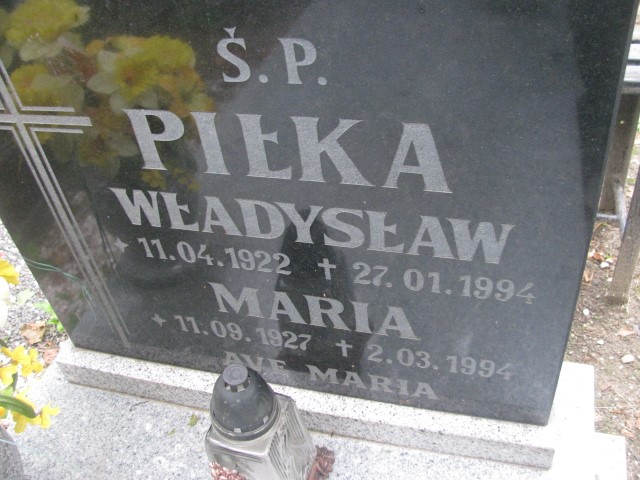 Ś.P.
PIŁKA
WŁADYSŁAW
+ 11.04.1922 † 27.01.1994
MARIA
+ 11.09.1927 † 2.03.1994
AVE MARIA